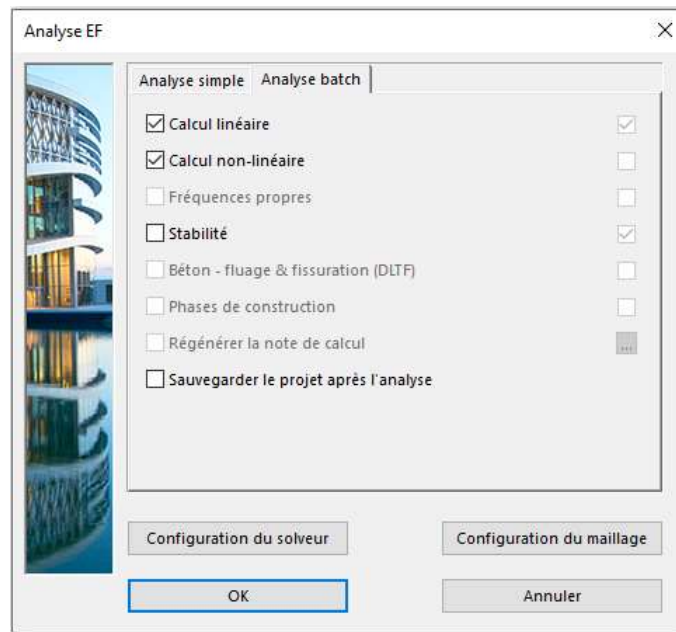 Analyse EF
Analyse simple Analyse batch
Calcul linéaire
Calcul non-linéaire
Fréquences propres
Stabilité
Béton - fluage & fissuration (DLTF)
Phases de construction
Régénérer la note de calcul ...
Sauvegarder le projet après l'analyse
Configuration du solveur Configuration du maillage
OK Annuler